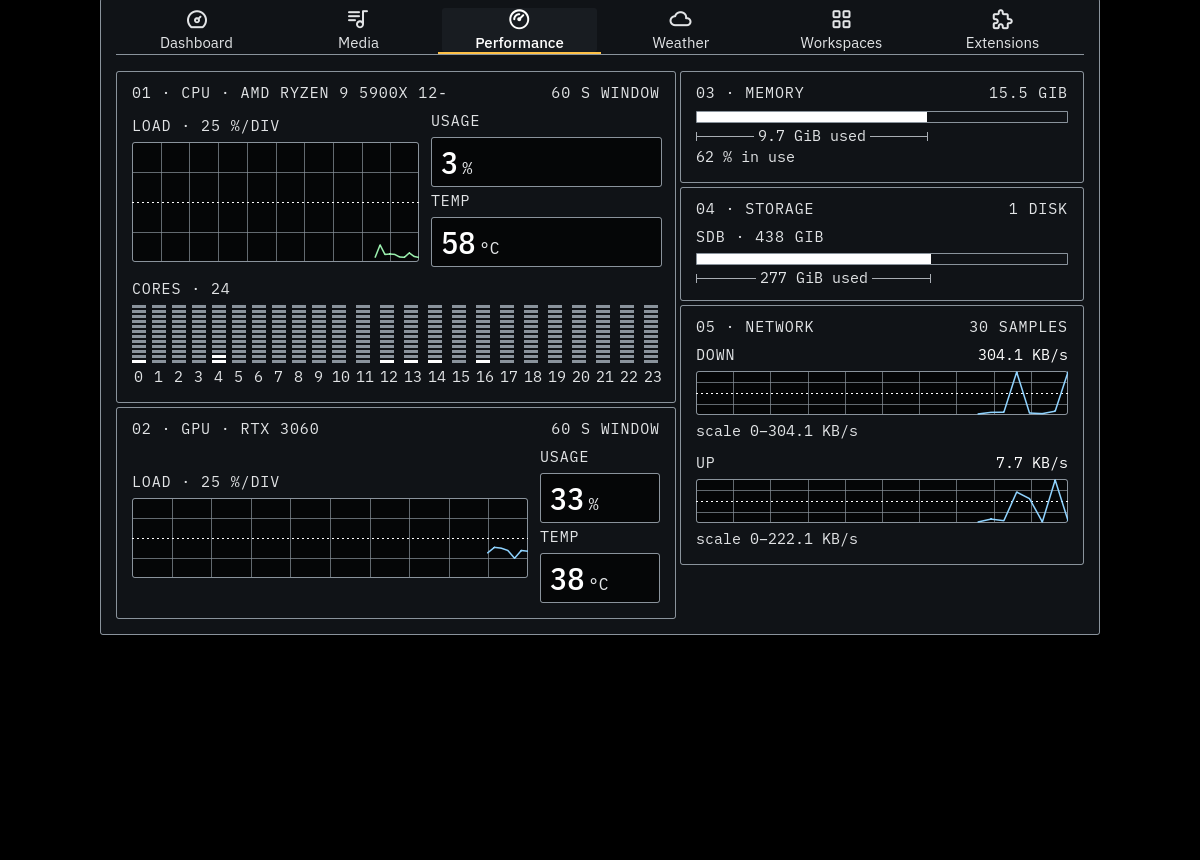 Dashboard
Media
Performance
Weather
Workspaces
Extensions
01 · CPU · AMD RYZEN 9 5900X 12-
60 S WINDOW
LOAD · 25 %/DIV
USAGE
3 %
TEMP
58 °C
CORES · 24
0 1 2 3 4 5 6 7 8 9 10 11 12 13 14 15 16 17 18 19 20 21 22 23
02 · GPU · RTX 3060
60 S WINDOW
LOAD · 25 %/DIV
USAGE
33 %
TEMP
38 °C
03 · MEMORY
15.5 GIB
9.7 GiB used
62 % in use
04 · STORAGE
1 DISK
SDB · 438 GIB
277 GiB used
05 · NETWORK
30 SAMPLES
DOWN
304.1 KB/s
scale 0–304.1 KB/s
UP
7.7 KB/s
scale 0–222.1 KB/s